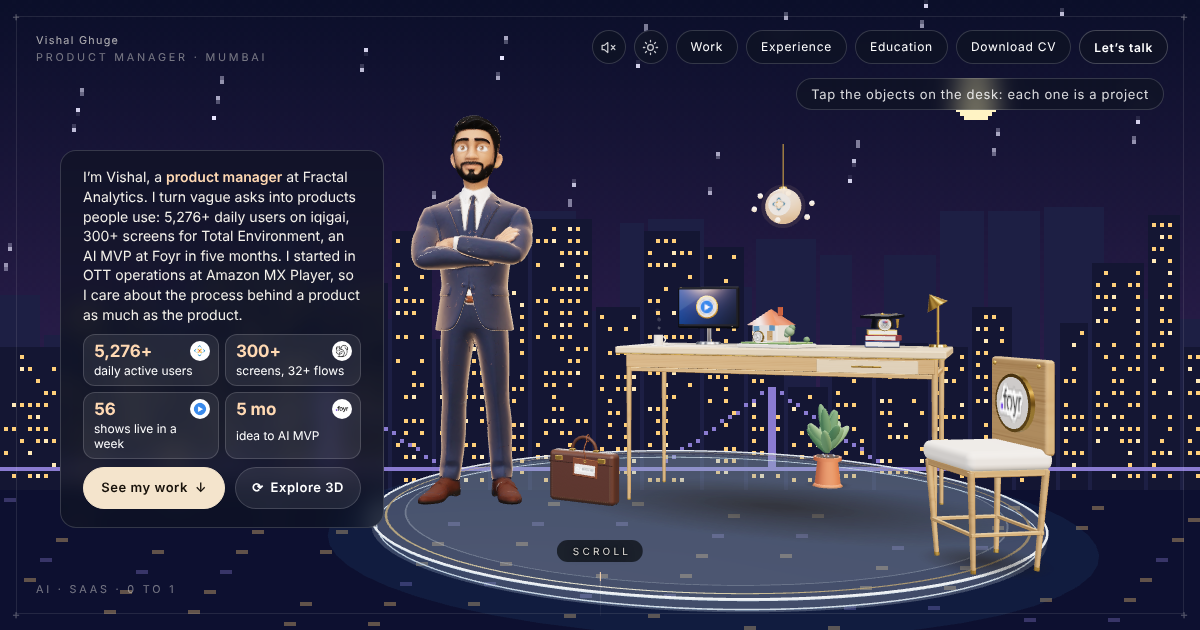 Vishal Ghuge
PRODUCT MANAGER · MUMBAI
Work
Experience
Education
Download CV
Let's talk
Tap the objects on the desk: each one is a project
I'm Vishal, a product manager at Fractal
Analytics. I turn vague asks into products
people use: 5,276+ daily users on iqigai,
300+ screens for Total Environment, an
AI MVP at Foyr in five months. I started in
OTT operations at Amazon MX Player, so
I care about the process behind a product
as much as the product.
5,276+
daily active users
300+
screens, 32+ flows
56
shows live in a
week
5 mo
.foyr
idea to AI MVP
See my work ↓
⟳ Explore 3D
.foyr
SCROLL
AI · SAAS · 0 TO 1